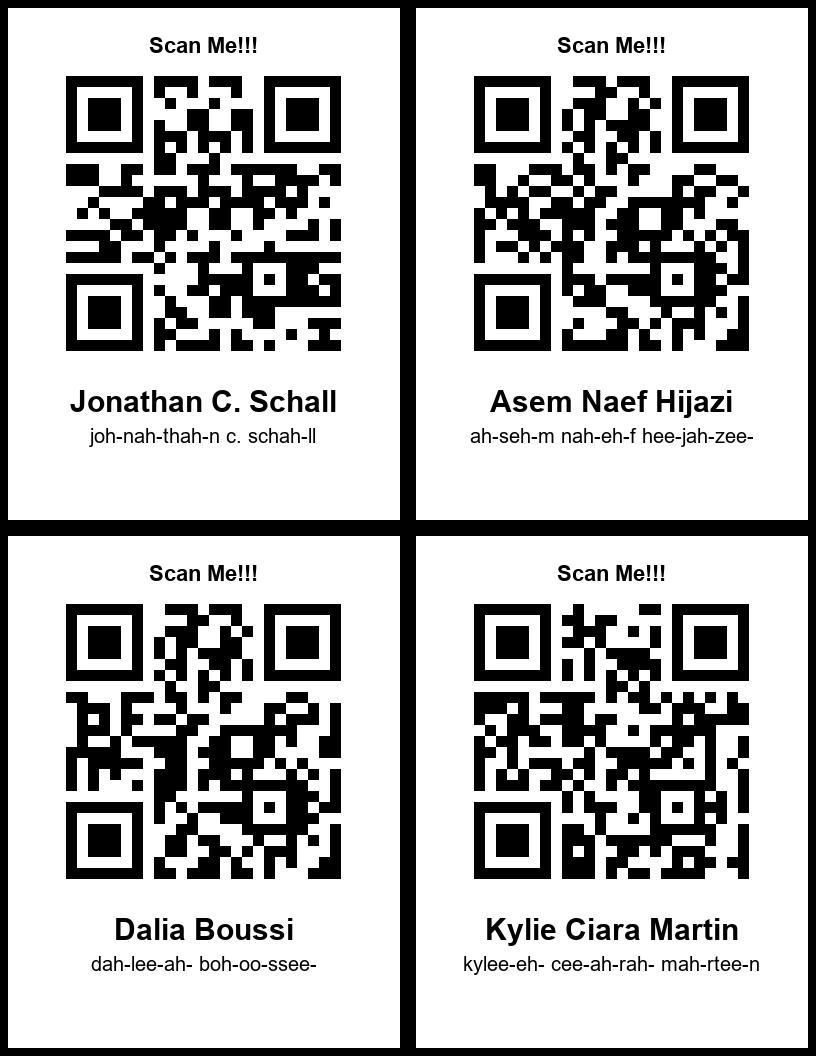 Scan Me!!!
Jonathan C. Schall
joh-nah-thah-n c. schah-ll
Scan Me!!!
Asem Naef Hijazi
ah-seh-m nah-eh-f hee-jah-zee-
Scan Me!!!
Dalia Boussi
dah-lee-ah- boh-oo-ssee-
Scan Me!!!
Kylie Ciara Martin
kylee-eh- cee-ah-rah- mah-rtee-n